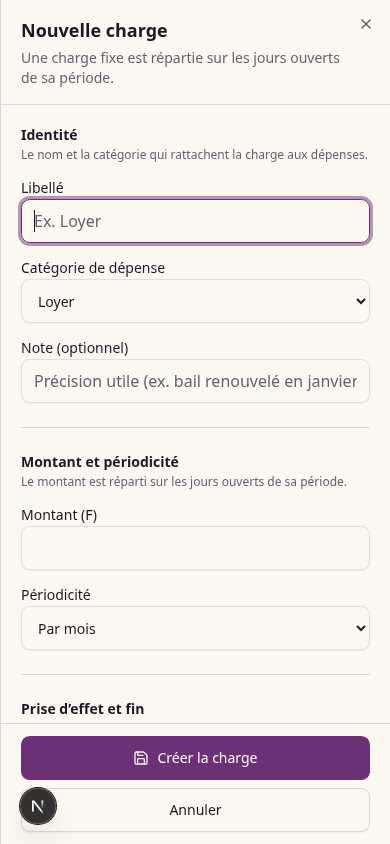 Nouvelle charge
Une charge fixe est répartie sur les jours ouverts
de sa période.
Identité
Le nom et la catégorie qui rattachent la charge aux dépenses.
Libellé
Ex. Loyer
Catégorie de dépense
Loyer
Note (optionnel)
Précision utile (ex. bail renouvelé en janvier
Montant et périodicité
Le montant est réparti sur les jours ouverts de sa période.
Montant (F)
Périodicité
Par mois
Prise d’effet et fin
Créer la charge
N
Annuler